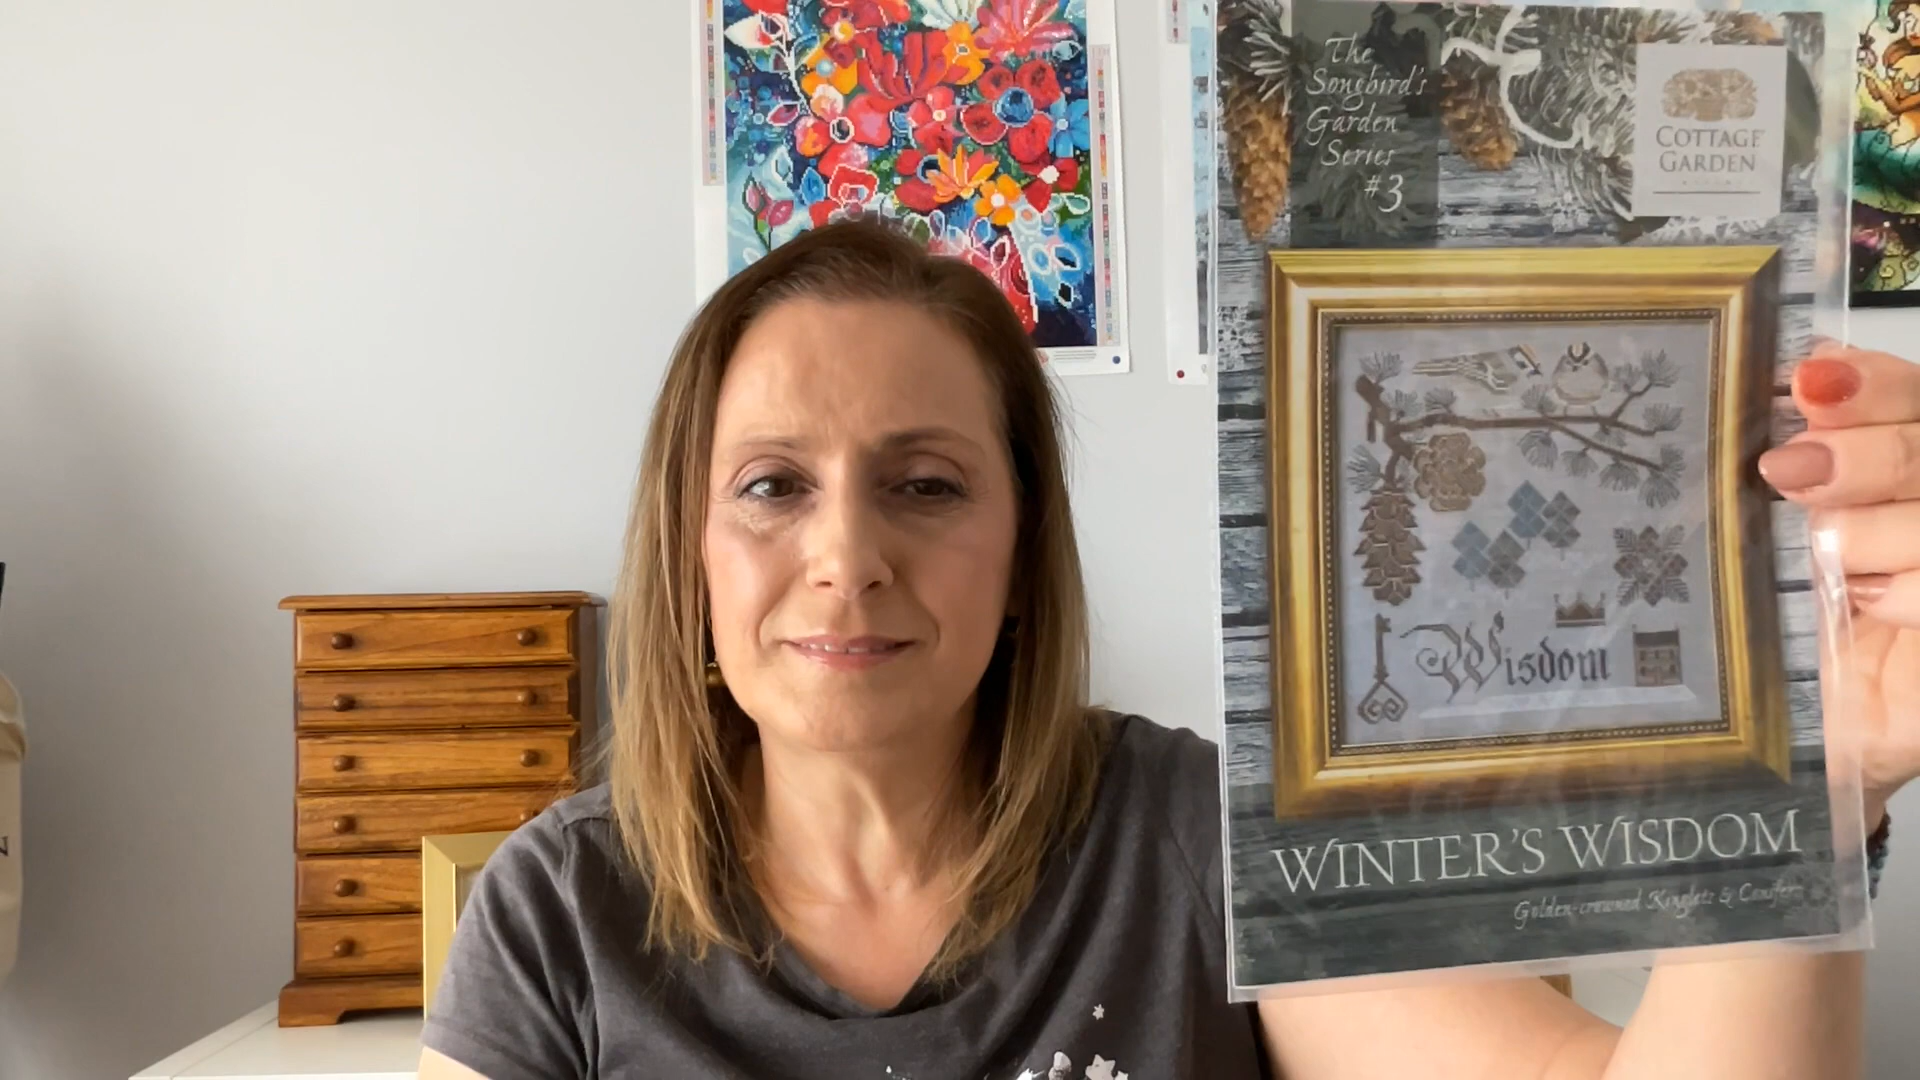 The
Songbird's
Garden
Series
#3
COTTAGE
GARDEN
Wisdom
WINTER'S WISDOM
Golden-crowned Kinglets & Conifers